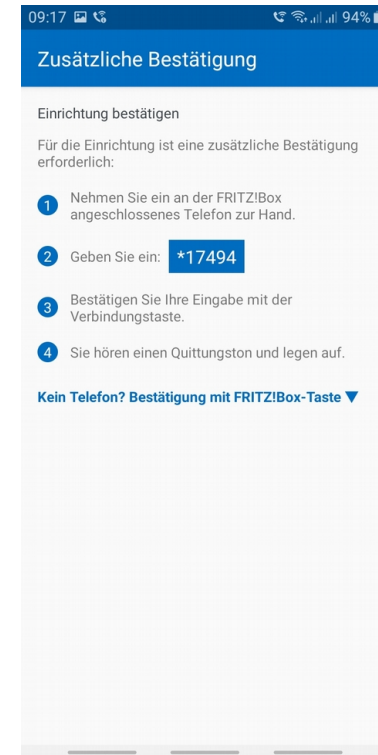 09:17 94%
Zusätzliche Bestätigung
Einrichtung bestätigen
Für die Einrichtung ist eine zusätzliche Bestätigung
erforderlich:
1 Nehmen Sie ein an der FRITZ!Box
angeschlossenes Telefon zur Hand.
2 Geben Sie ein: *17494
3 Bestätigen Sie Ihre Eingabe mit der
Verbindungstaste.
4 Sie hören einen Quittungston und legen auf.
Kein Telefon? Bestätigung mit FRITZ!Box-Taste ▼